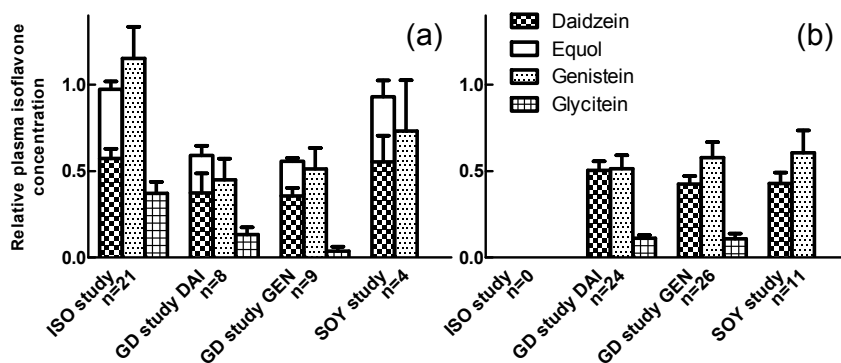 Relative plasma isoflavone
concentration
1.0
0.5
0.0
(a)
ISO study
n=21
GD study DAI
n=8
GD study GEN
n=9
SOY study
n=4
(b)
Daidzein
Equol
Genistein
Glycitein
1.0
0.5
0.0
ISO study
n=0
GD study DAI
n=24
GD study GEN
n=26
SOY study
n=11